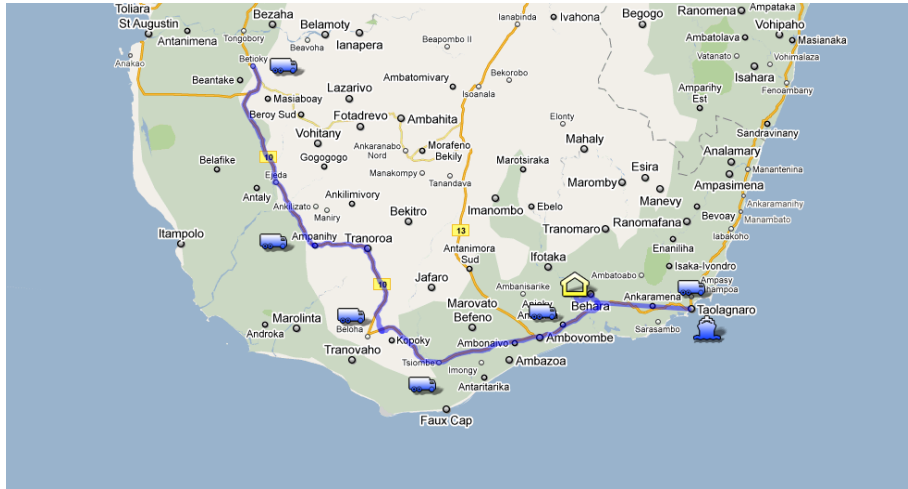 Toliara
St Augustin
Antanimena
Bezaha
Tongobory
Belamoty
Beavoha
Ianapera
Beapombo II
Ianabinda
Ivahona
Begogo
Ranomena
Ampataka
Vohipaho
Ambatolava
Masianaka
Anakao
Betioky
Beantake
Masiaboay
Beroy Sud
Lazarivo
Ambatomivary
Isoanala
Bekorobo
Vatanato
Vohimalaza
Isahara
Fenoambany
Amparihy
Est
Fotadrevo
Ambahita
Vohitany
Elonty
Mahaly
Sandravinany
10
Gogogogo
Ankaranabo
Nord
Morafeno
Bekily
Marotsiraka
Analamary
Manantenina
Belafike
Ejeda
Manakompy
Tanandava
Esira
Maromby
Ampasimena
Antaly
Ankilizato
Ankilimivory
Maniry
Bekitro
Imanombo
Ebelo
Manevy
Ankaramanihy
Bevoay
Manambato
Ranomafana
Itampolo
Ampanihy
Tranoroa
13
Tranomaro
Enaniliha
Iabakoho
Antanimora
Sud
Ifotaka
Ambatoabo
Isaka-Ivondro
Jafaro
10
Ambanisarike
Ampasy
Behara
Ankaramena
Taolagnaro
Marovato
Befeno
Marolinta
Androka
Beloha
Kopoky
Sarasambo
Ambonaivo
Ambovombe
Tranovaho
Tsiombe
Imongy
Ambazoa
Antaritarika
Faux Cap